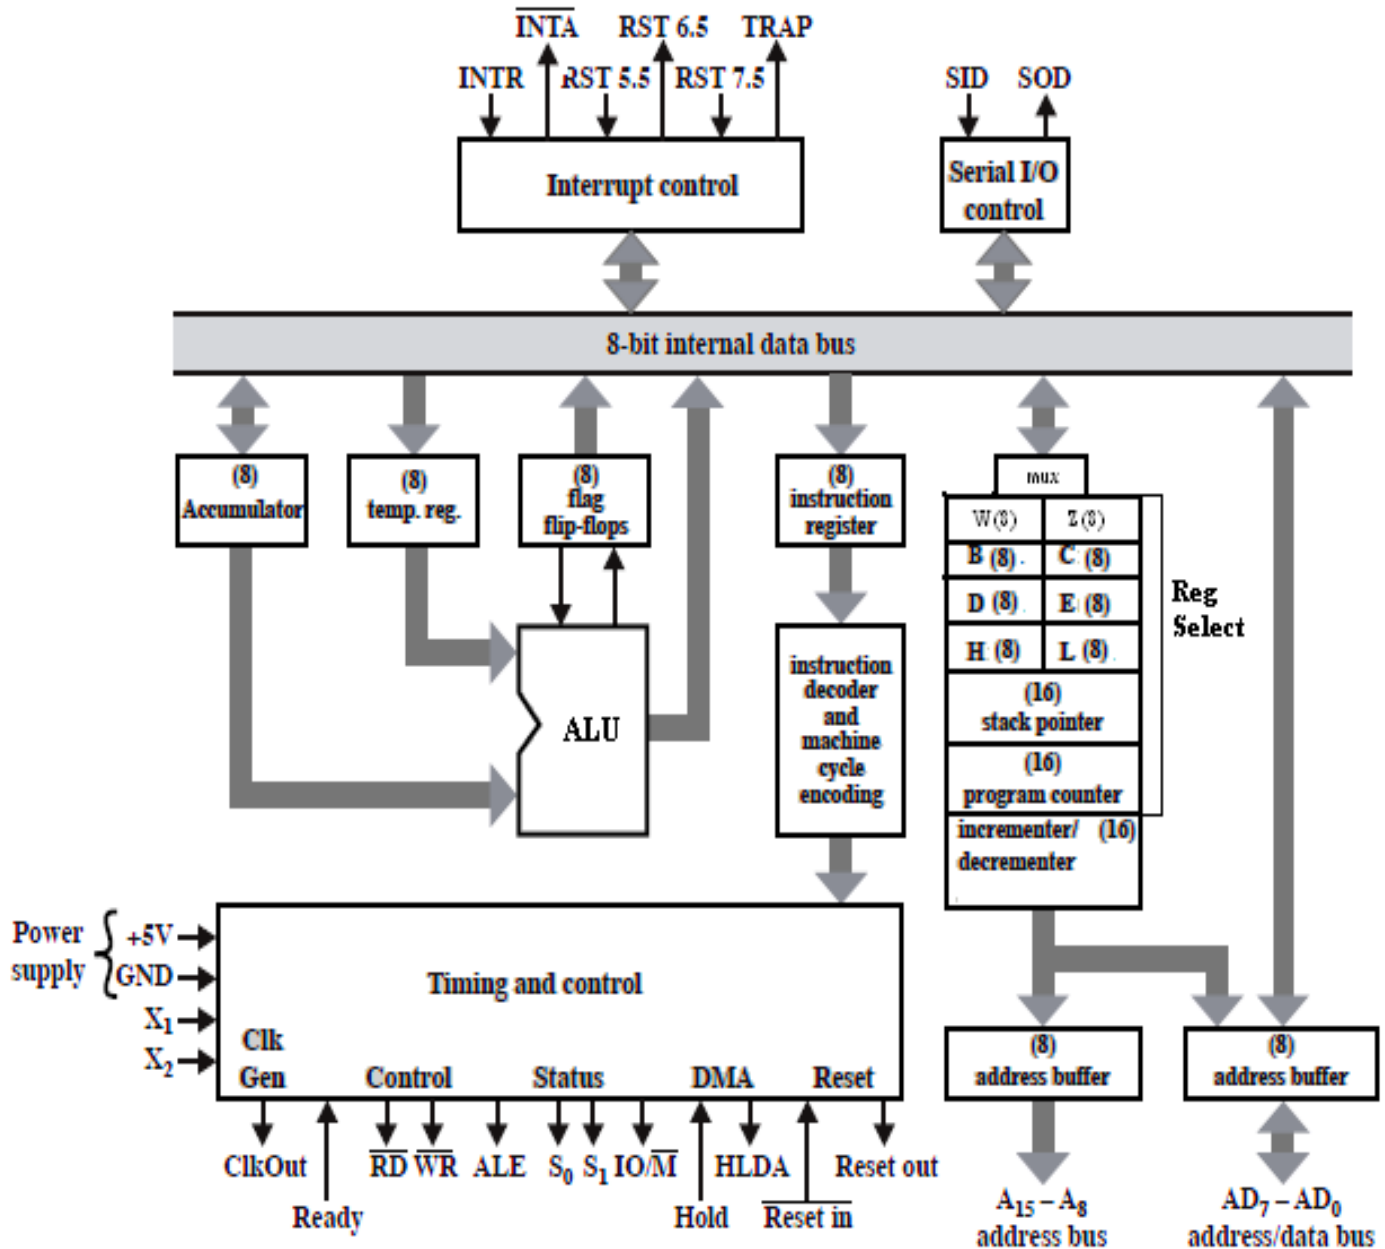 INTA RST 6.5 TRAP
INTR RST 5.5 RST 7.5 SID SOD
Interrupt control
Serial I/O
control
8-bit internal data bus
(8)
Accumulator
(8)
temp. reg.
(8)
flag
flip-flops
(8)
instruction
register
mux
W(8) Z(8)
B (8) C (8)
D (8) E (8)
H (8) L (8)
(16)
stack pointer
(16)
program counter
incrementer/ (16)
decrementer
Reg
Select
ALU
instruction
decoder
and
machine
cycle
encoding
Power
supply
+5V
GND
X1
X2
Timing and control
Clk
Gen
Control Status DMA Reset
ClkOut RD WR ALE S0 S1 IO/M HLDA Reset out
Ready Hold Reset in
(8)
address buffer
(8)
address buffer
A15 – A8
address bus
AD7 – AD0
address/data bus